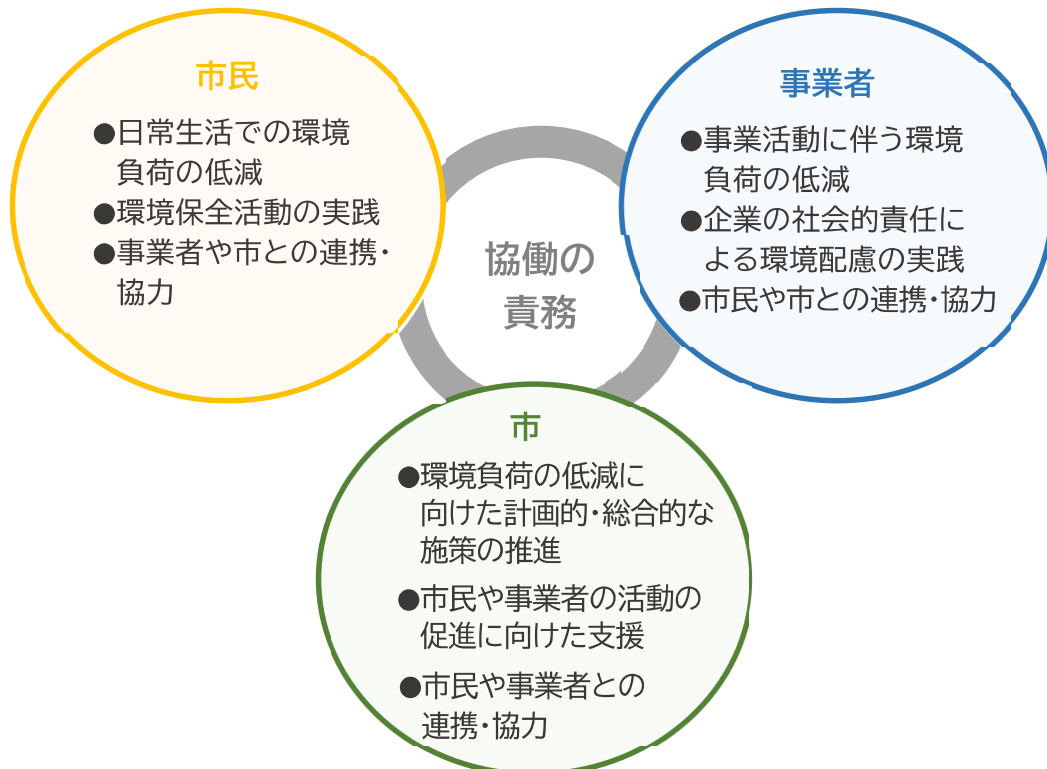 市民
●日常生活での環境
負荷の低減
●環境保全活動の実践
●事業者や市との連携・
協力
事業者
●事業活動に伴う環境
負荷の低減
●企業の社会的責任に
よる環境配慮の実践
●市民や市との連携・協力
協働の
責務
市
●環境負荷の低減に
向けた計画的・総合的な
施策の推進
●市民や事業者の活動の
促進に向けた支援
●市民や事業者との
連携・協力